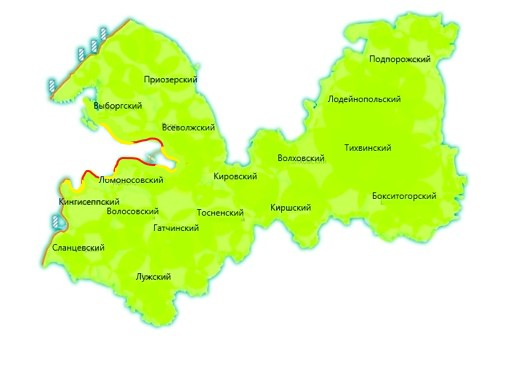 Подпорожский
Приозерский
Лодейнопольский
Выборгский
Всеволжский
Тихвинский
Волховский
Кировский
Ломоносовский
Бокситогорский
Кингисеппский
Волосовский
Тосненский
Киршский
Гатчинский
Сланцевский
Лужский